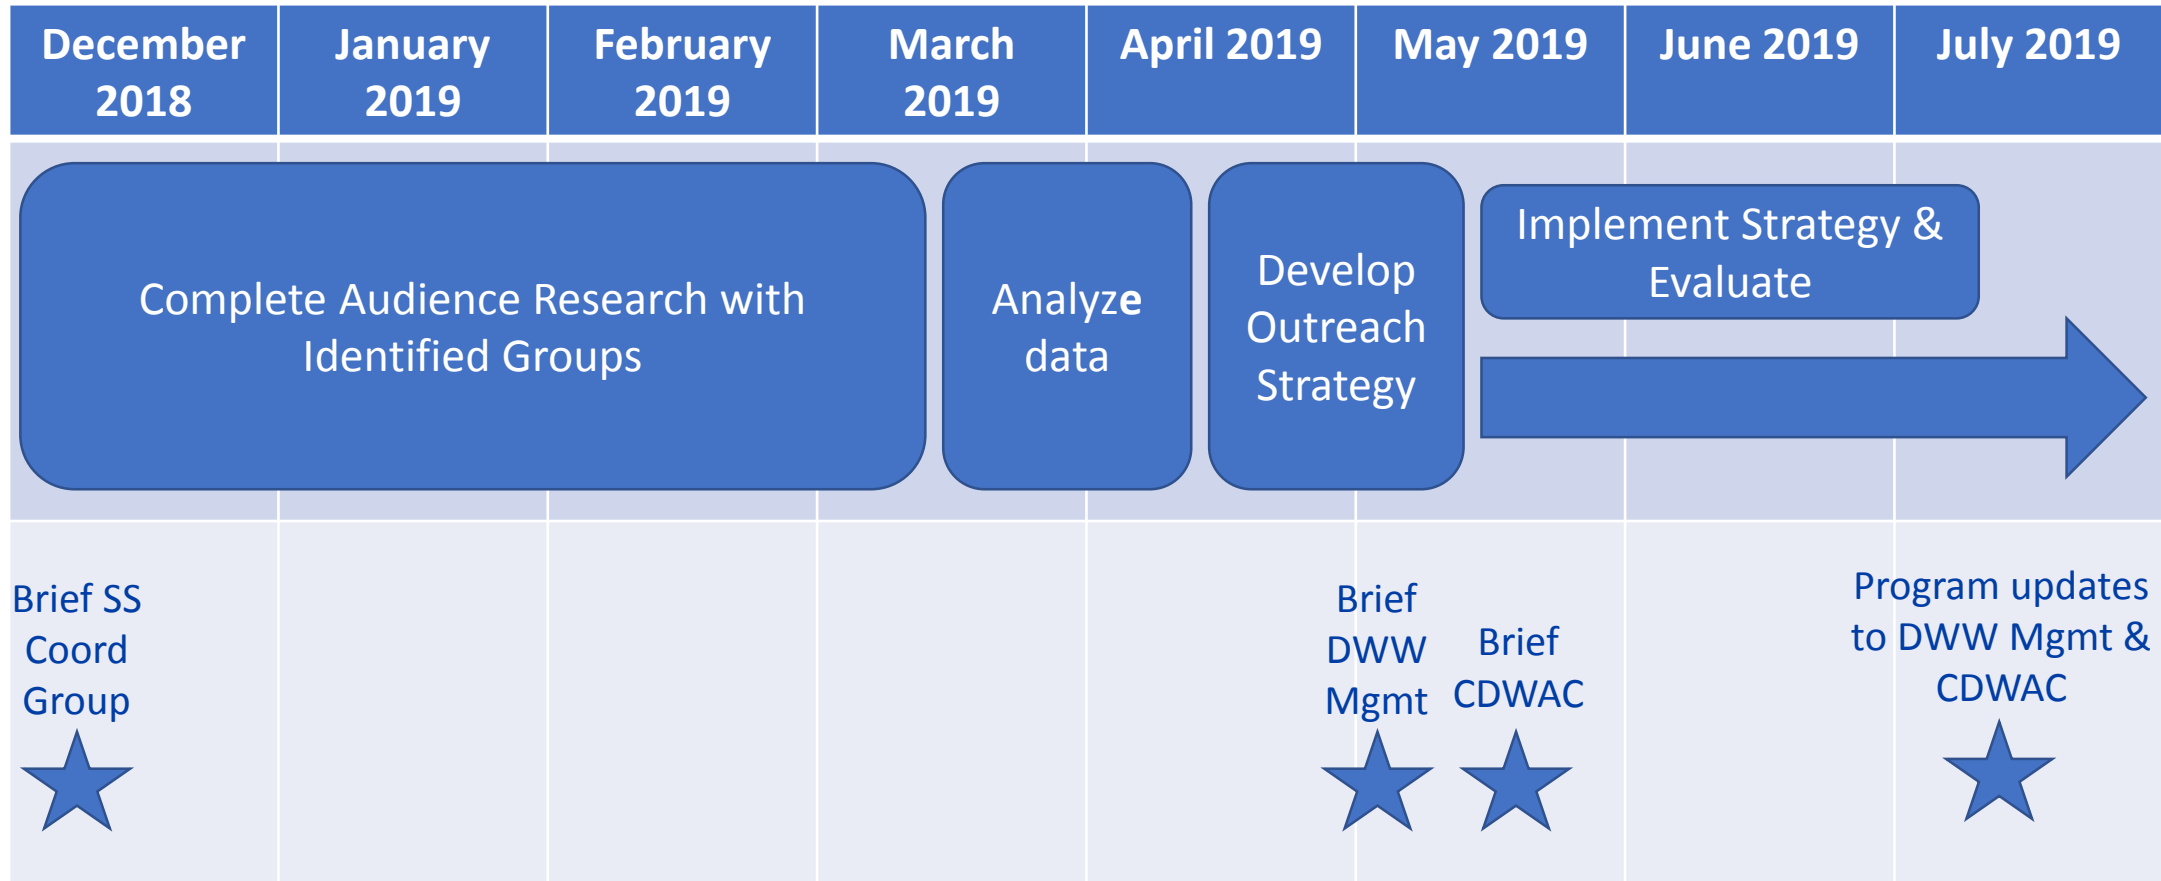 December
2018
January
2019
February
2019
March
2019
April 2019
May 2019
June 2019
July 2019
Complete Audience Research with
Identified Groups
Analyze
data
Develop
Outreach
Strategy
Implement Strategy &
Evaluate
Brief SS
Coord
Group
Brief
DWW
Mgmt
Brief
CDWAC
Program updates
to DWW Mgmt &
CDWAC